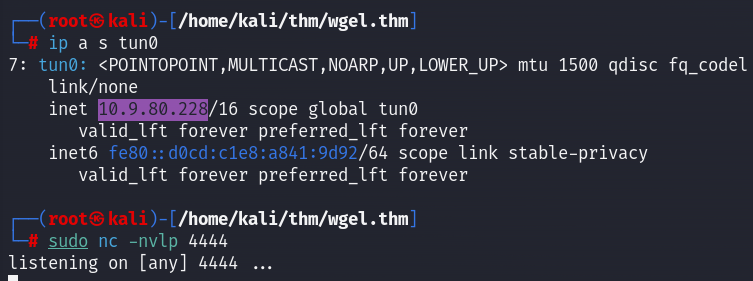 ┌──(root㉿kali)-[/home/kali/thm/wgel.thm]
└─# ip a s tun0
7: tun0: <POINTOPOINT,MULTICAST,NOARP,UP,LOWER_UP> mtu 1500 qdisc fq_codel
link/none
inet 10.9.80.228/16 scope global tun0
valid_lft forever preferred_lft forever
inet6 fe80::d0cd:c1e8:a841:9d92/64 scope link stable-privacy
valid_lft forever preferred_lft forever
┌──(root㉿kali)-[/home/kali/thm/wgel.thm]
└─# sudo nc -nvlp 4444
listening on [any] 4444 ...